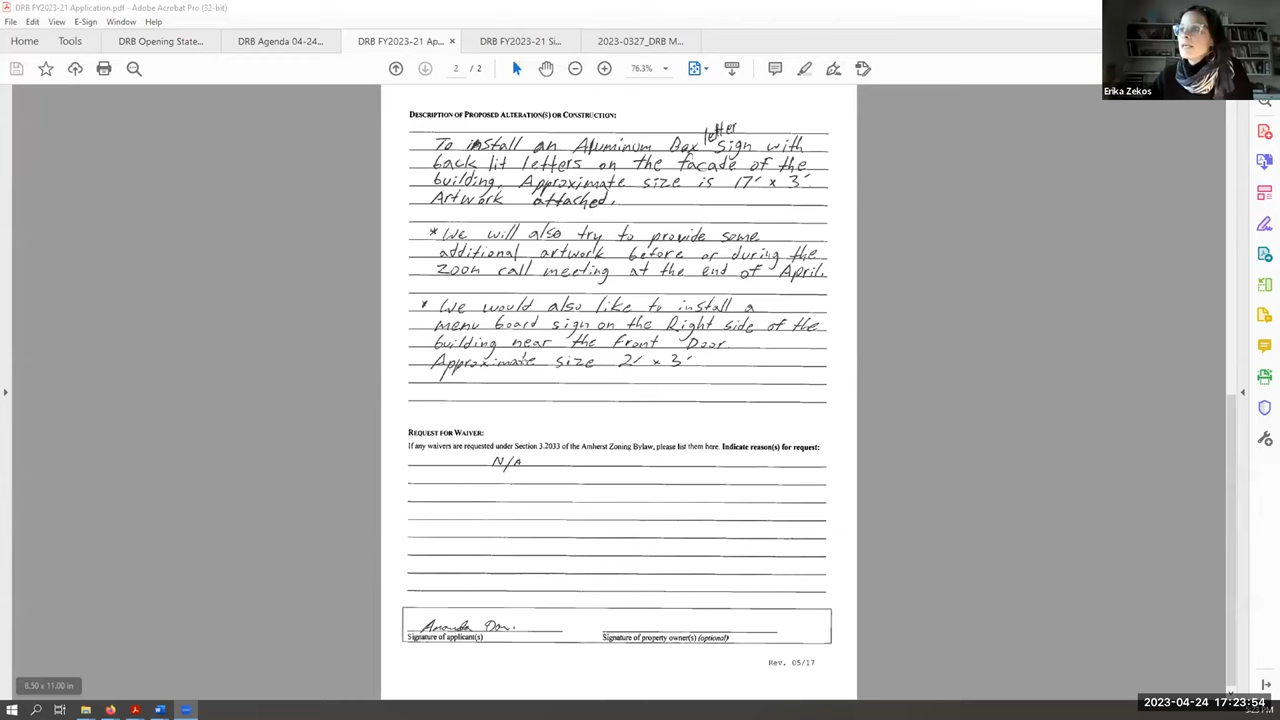 DRB FY2023-21 Application.pdf - Adobe Acrobat Pro (32-bit)
File Edit View E-Sign Window Help
Home Tools DRB Opening State... DRB Agenda 04-24... DRB FY2023-21 Ap... × DRB FY2023-21 Si... 2023-0327_DRB M...
2 / 2 76.3%
Erika Zekos
DESCRIPTION OF PROPOSED ALTERATION(S) OR CONSTRUCTION:
letter
To install an Aluminum Box sign with
back lit letters on the facade of the
building. Approximate size is 17' x 3'.
Artwork attached.
* We will also try to provide some
additional artwork before or during the
zoon call meeting at the end of April.
* We would also like to install a
menu board sign on the Right side of the
building near the Front Door.
Approximate size 2' x 3'
REQUEST FOR WAIVER:
If any waivers are requested under Section 3.2033 of the Amherst Zoning Bylaw, please list them here. Indicate reason(s) for request:
N/A
Signature of applicant(s) Signature of property owner(s) (optional)
Rev. 05/17
8.50 x 11.00 in
2023-04-24 17:23:54